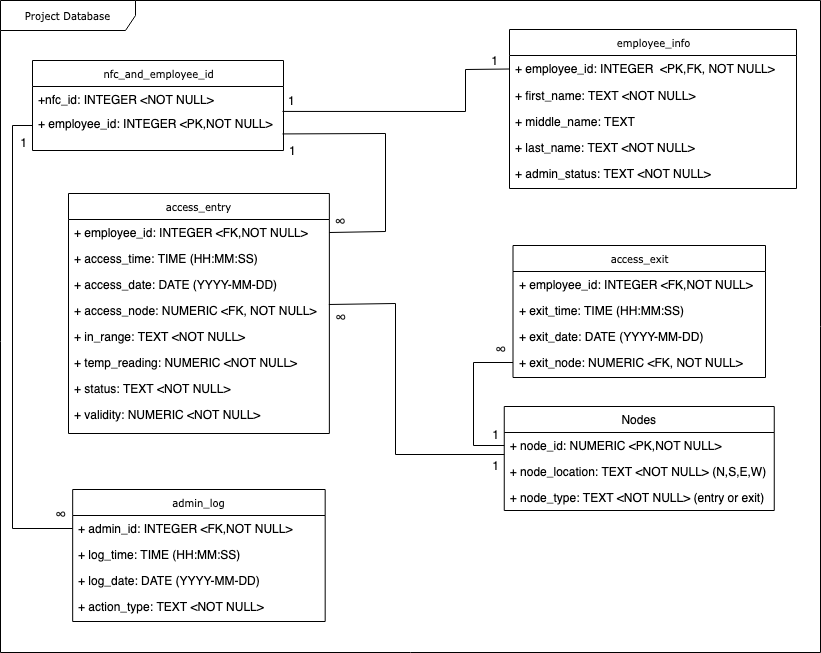 Project Database
nfc_and_employee_id
+nfc_id: INTEGER <NOT NULL>
+ employee_id: INTEGER <PK,NOT NULL>
1
1
1
employee_info
+ employee_id: INTEGER  <PK,FK, NOT NULL>
+ first_name: TEXT <NOT NULL>
+ middle_name: TEXT
+ last_name: TEXT <NOT NULL>
+ admin_status: TEXT <NOT NULL>
1
access_entry
+ employee_id: INTEGER <FK,NOT NULL>
+ access_time: TIME (HH:MM:SS)
+ access_date: DATE (YYYY-MM-DD)
+ access_node: NUMERIC <FK, NOT NULL>
+ in_range: TEXT <NOT NULL>
+ temp_reading: NUMERIC <NOT NULL>
+ status: TEXT <NOT NULL>
+ validity: NUMERIC <NOT NULL>
∞
∞
access_exit
+ employee_id: INTEGER <FK,NOT NULL>
+ exit_time: TIME (HH:MM:SS)
+ exit_date: DATE (YYYY-MM-DD)
+ exit_node: NUMERIC <FK, NOT NULL>
∞
Nodes
+ node_id: NUMERIC <PK,NOT NULL>
+ node_location: TEXT <NOT NULL> (N,S,E,W)
+ node_type: TEXT <NOT NULL> (entry or exit)
1
1
admin_log
+ admin_id: INTEGER <FK,NOT NULL>
+ log_time: TIME (HH:MM:SS)
+ log_date: DATE (YYYY-MM-DD)
+ action_type: TEXT <NOT NULL>
∞